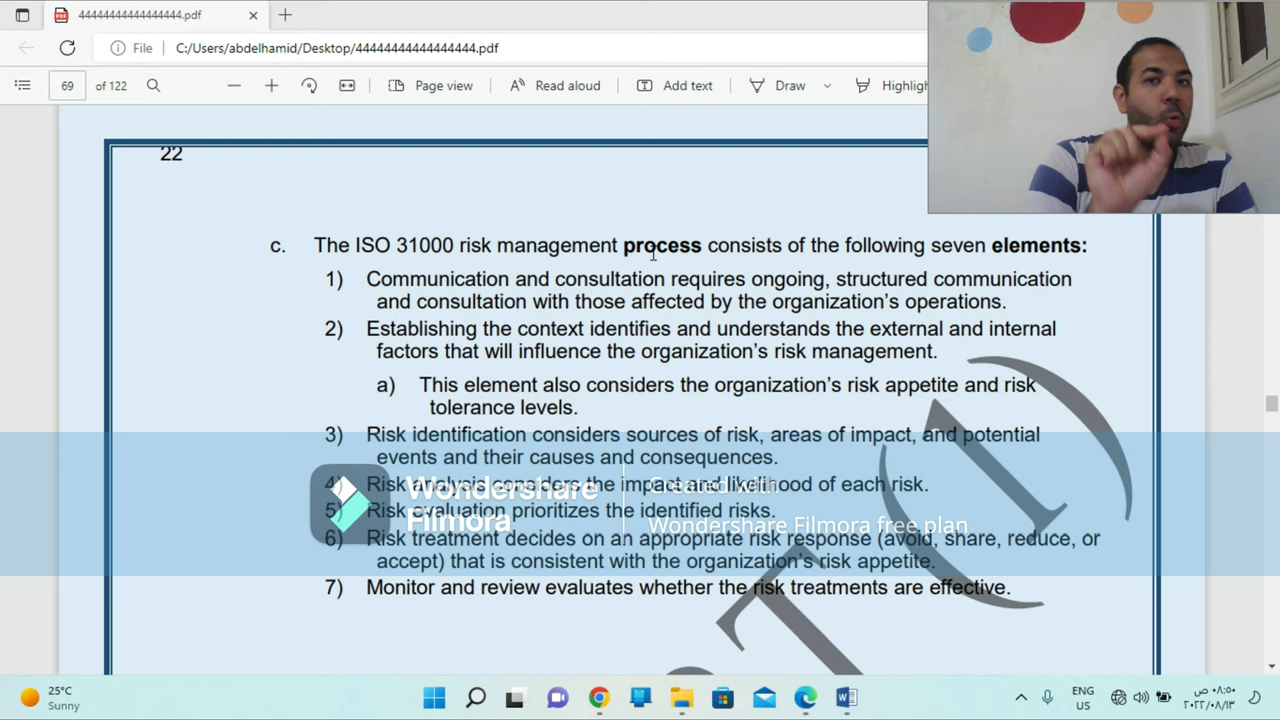 44444444444444444.pdf
File
C:/Users/abdelhamid/Desktop/44444444444444444.pdf
69 of 122
Page view
Read aloud
Add text
Draw
Highligh
22
c. The ISO 31000 risk management process consists of the following seven elements:
1) Communication and consultation requires ongoing, structured communication
and consultation with those affected by the organization's operations.
2) Establishing the context identifies and understands the external and internal
factors that will influence the organization's risk management.
a) This element also considers the organization's risk appetite and risk
tolerance levels.
3) Risk identification considers sources of risk, areas of impact, and potential
events and their causes and consequences.
4) Risk analysis considers the impact and likelihood of each risk.
5) Risk evaluation prioritizes the identified risks.
6) Risk treatment decides on an appropriate risk response (avoid, share, reduce, or
accept) that is consistent with the organization's risk appetite.
7) Monitor and review evaluates whether the risk treatments are effective.
Wondershare
Filmora
Created with
Wondershare Filmora free plan
T (I)
25°C
Sunny
ENG
US
٠٨:٥٠ ص
٢٠٢٢/٠٨/١٣